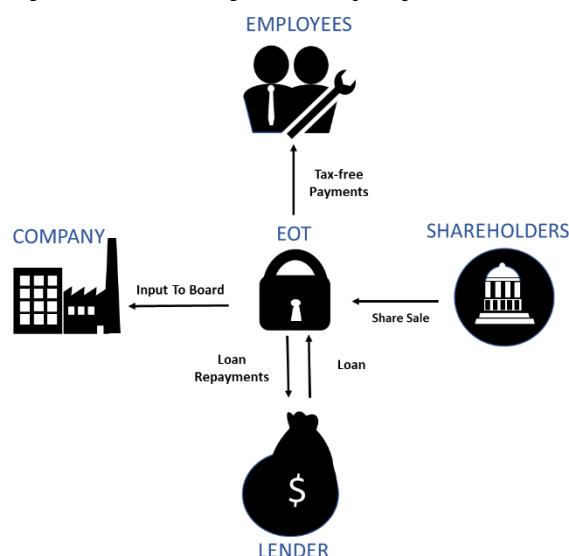 EMPLOYEES
Tax-free
Payments
COMPANY
EOT
SHAREHOLDERS
Input To Board
Share Sale
Loan
Repayments
Loan
$
LENDER